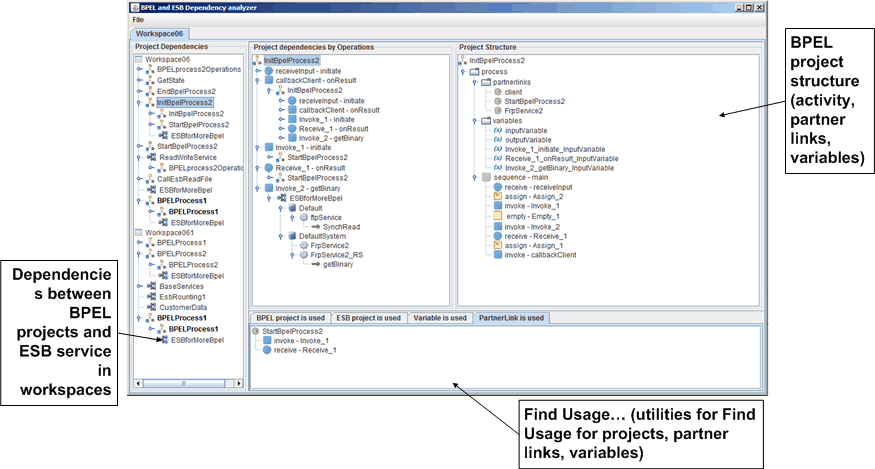 BPEL and ESB Dependency analyzer
File
Workspace06
Project Dependencies
Workspace06
BPELprocess2Operations
GetState
EndBpelProcess2
InitBpelProcess2
InitBpelProcess2
StartBpelProcess2
ESBforMoreBpel
StartBpelProcess2
ReadWriteService
BPELprocess2Operatio
CallEsbReadFile
ESBforMoreBpel
BPELProcess1
BPELProcess1
ESBforMoreBpel
Workspace061
BPELProcess1
BPELProcess2
BPELProcess2
ESBforMoreBpel
BaseServices
EsbRouting1
CustomerData
BPELProcess1
BPELProcess1
ESBforMoreBpel
Project dependencies by Operations
InitBpelProcess2
receiveInput - initiate
callbackClient - onResult
InitBpelProcess2
receiveInput - initiate
callbackClient - onResult
Invoke_1 - initiate
Receive_1 - onResult
Invoke_2 - getBinary
Invoke_1 - initiate
StartBpelProcess2
Receive_1 - onResult
StartBpelProcess2
Invoke_2 - getBinary
ESBforMoreBpel
Default
ftpService
SynchRead
DefaultSystem
FrpService2
FrpService2_RS
getBinary
Project Structure
InitBpelProcess2
process
partnerlinks
client
StartBpelProcess2
FrpService2
variables
(x) inputVariable
(x) outputVariable
(x) Invoke_1_initiate_InputVariable
(x) Receive_1_onResult_InputVariable
(x) Invoke_2_getBinary_InputVariable
sequence - main
receive - receiveInput
assign - Assign_2
invoke - Invoke_1
empty - Empty_1
invoke - Invoke_2
receive - Receive_1
assign - Assign_1
invoke - callbackClient
BPEL project is used
ESB project is used
Variable is used
PartnerLink is used
StartBpelProcess2
invoke - Invoke_1
receive - Receive_1
BPEL
project
structure
(activity,
partner
links,
variables)
Dependencie
s between
BPEL
projects and
ESB service
in
workspaces
Find Usage… (utilities for Find
Usage for projects, partner
links, variables)